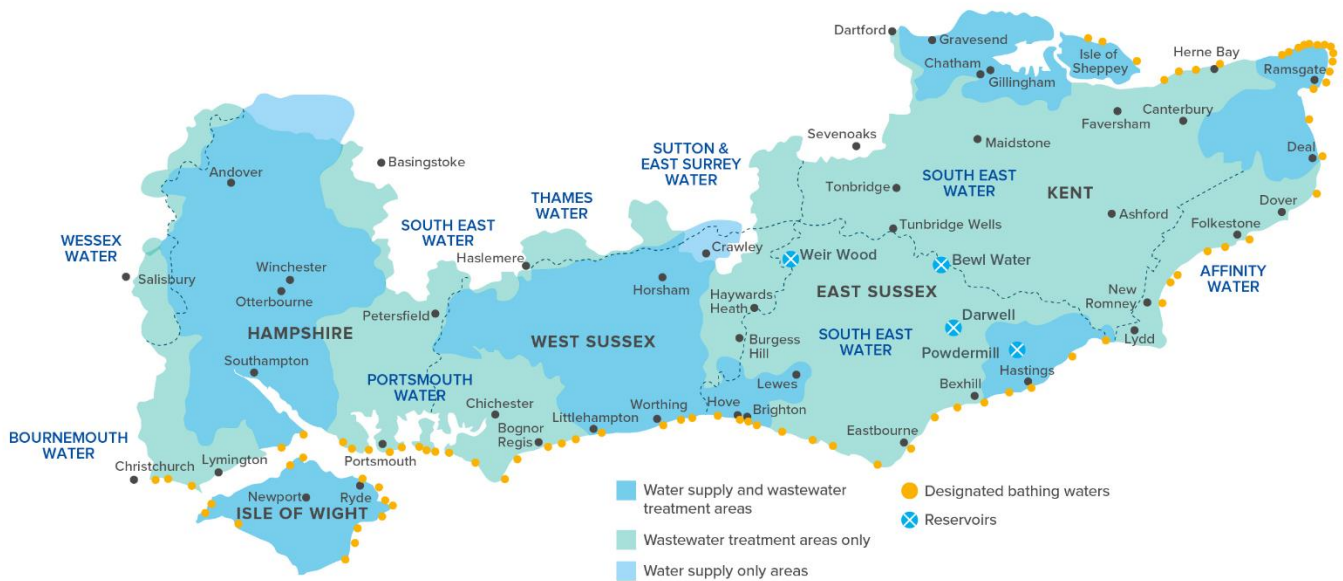 Dartford
Gravesend
Chatham
Gillingham
Isle of
Sheppey
Herne Bay
Ramsgate
Canterbury
Faversham
Sevenoaks
Maidstone
Deal
SUTTON &
EAST SURREY
WATER
Basingstoke
Andover
THAMES
WATER
Tonbridge
SOUTH EAST
WATER
KENT
Dover
Ashford
Folkestone
WESSEX
WATER
SOUTH EAST
WATER
Haslemere
Crawley
Tunbridge Wells
Weir Wood
Bewl Water
AFFINITY
WATER
Salisbury
Winchester
Otterbourne
Horsham
Haywards
Heath
EAST SUSSEX
New
Romney
Petersfield
HAMPSHIRE
WEST SUSSEX
Burgess
Hill
SOUTH EAST
WATER
Darwell
Lydd
Southampton
Powdermill
Hastings
PORTSMOUTH
WATER
Lewes
Bexhill
Chichester
Bognor
Regis
Littlehampton
Worthing
Hove
Brighton
Eastbourne
BOURNEMOUTH
WATER
Christchurch
Lymington
Portsmouth
Newport
Ryde
ISLE OF WIGHT
Water supply and wastewater
treatment areas
Wastewater treatment areas only
Water supply only areas
Designated bathing waters
Reservoirs